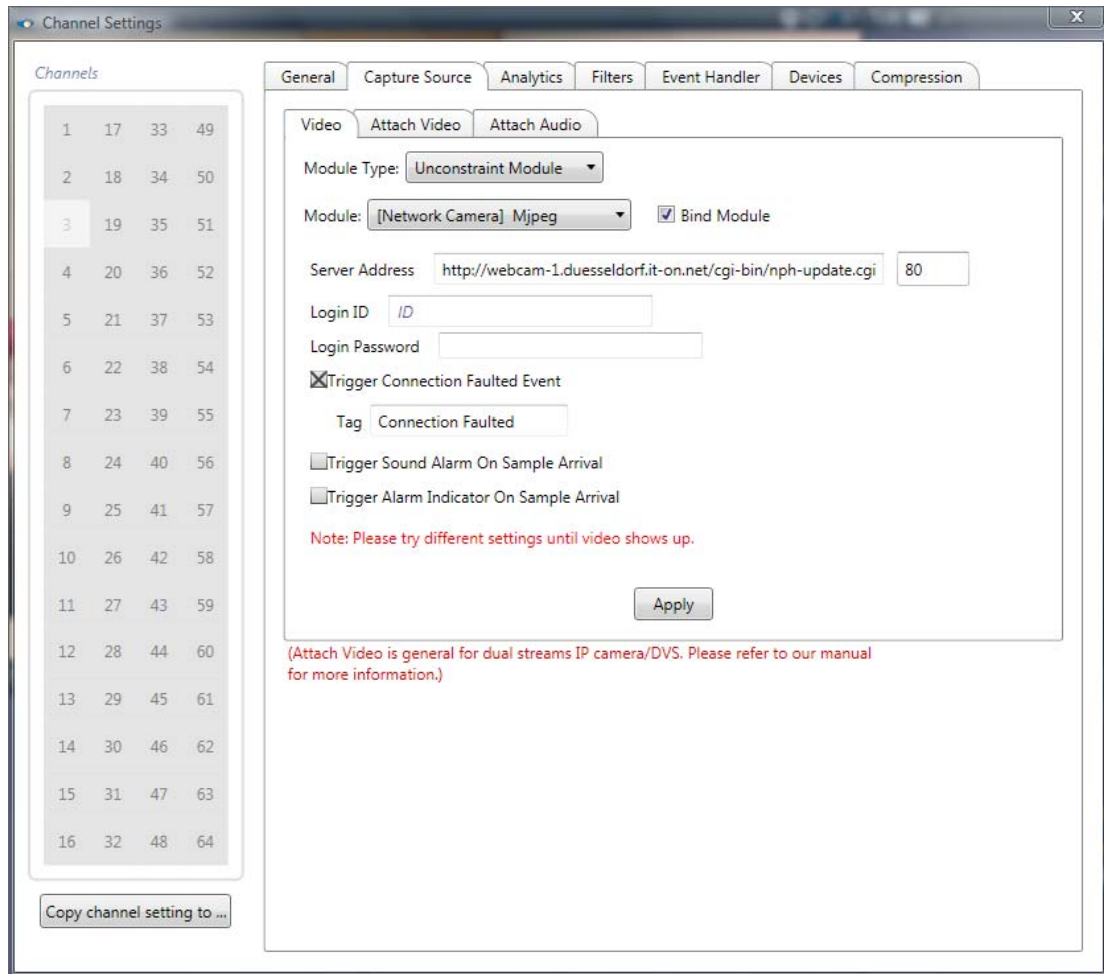 Channel Settings
X
Channels
General Capture Source Analytics Filters Event Handler Devices Compression
1 17 33 49
2 18 34 50
3 19 35 51
4 20 36 52
5 21 37 53
6 22 38 54
7 23 39 55
8 24 40 56
9 25 41 57
10 26 42 58
11 27 43 59
12 28 44 60
13 29 45 61
14 30 46 62
15 31 47 63
16 32 48 64
Copy channel setting to ...
Video Attach Video Attach Audio
Module Type: Unconstraint Module
Module: [Network Camera] Mjpeg Bind Module
Server Address http://webcam-1.duesseldorf.it-on.net/cgi-bin/nph-update.cgi 80
Login ID ID
Login Password
Trigger Connection Faulted Event
Tag Connection Faulted
Trigger Sound Alarm On Sample Arrival
Trigger Alarm Indicator On Sample Arrival
Note: Please try different settings until video shows up.
Apply
(Attach Video is general for dual streams IP camera/DVS. Please refer to our manual
for more information.)